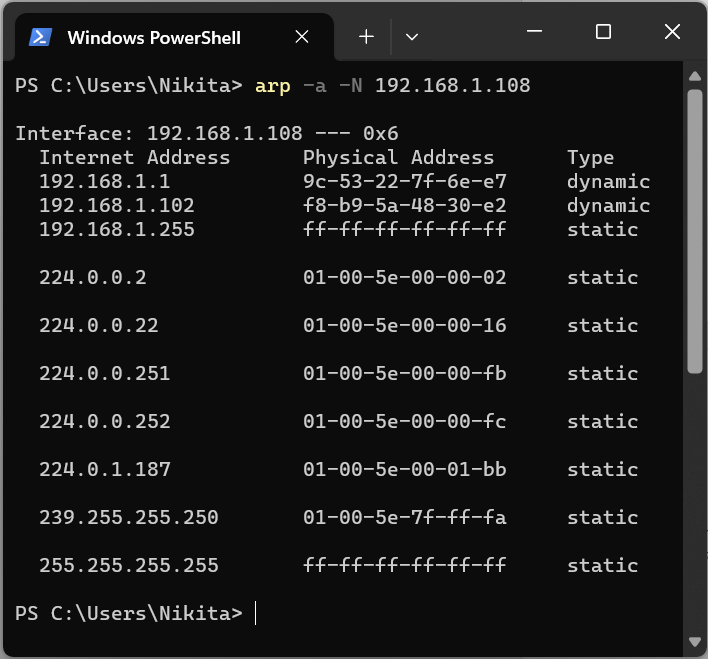 Windows PowerShell
PS C:\Users\Nikita> arp -a -N 192.168.1.108
Interface: 192.168.1.108 --- 0x6
Internet Address Physical Address Type
192.168.1.1 9c-53-22-7f-6e-e7 dynamic
192.168.1.102 f8-b9-5a-48-30-e2 dynamic
192.168.1.255 ff-ff-ff-ff-ff-ff static
224.0.0.2 01-00-5e-00-00-02 static
224.0.0.22 01-00-5e-00-00-16 static
224.0.0.251 01-00-5e-00-00-fb static
224.0.0.252 01-00-5e-00-00-fc static
224.0.1.187 01-00-5e-00-01-bb static
239.255.255.250 01-00-5e-7f-ff-fa static
255.255.255.255 ff-ff-ff-ff-ff-ff static
PS C:\Users\Nikita>